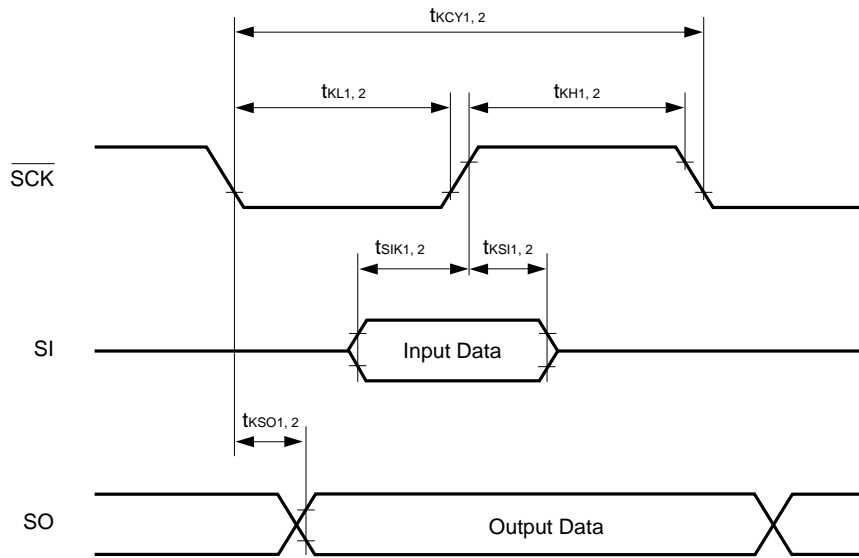 tKCY1, 2
tKL1, 2
tKH1, 2
SCK
tSIK1, 2
tKSI1, 2
SI
Input Data
tKSO1, 2
SO
Output Data